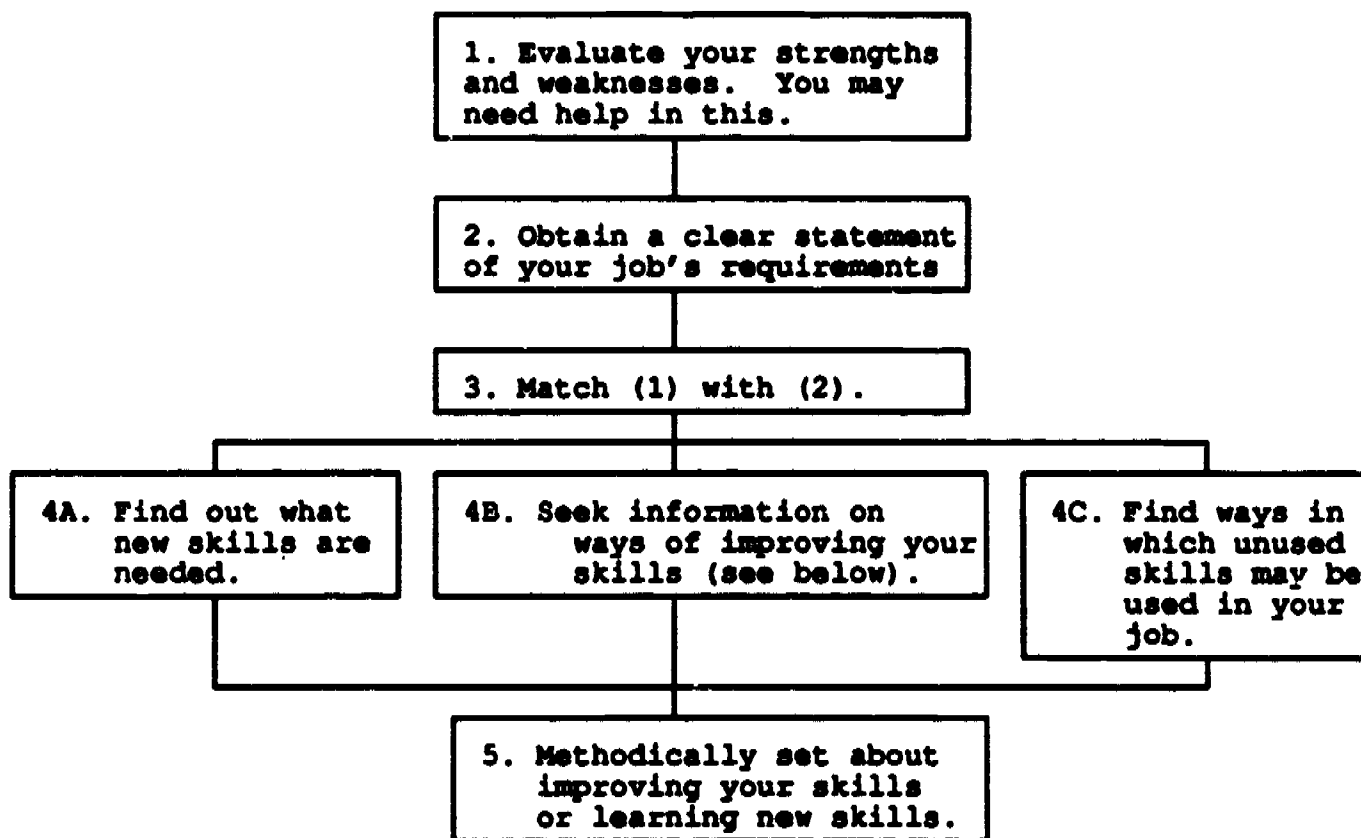 1. Evaluate your strengths
and weaknesses. You may
need help in this.
2. Obtain a clear statement
of your job's requirements
3. Match (1) with (2).
4A. Find out what
new skills are
needed.
4B. Seek information on
ways of improving your
skills (see below).
4C. Find ways in
which unused
skills may be
used in your
job.
5. Methodically set about
improving your skills
or learning new skills.